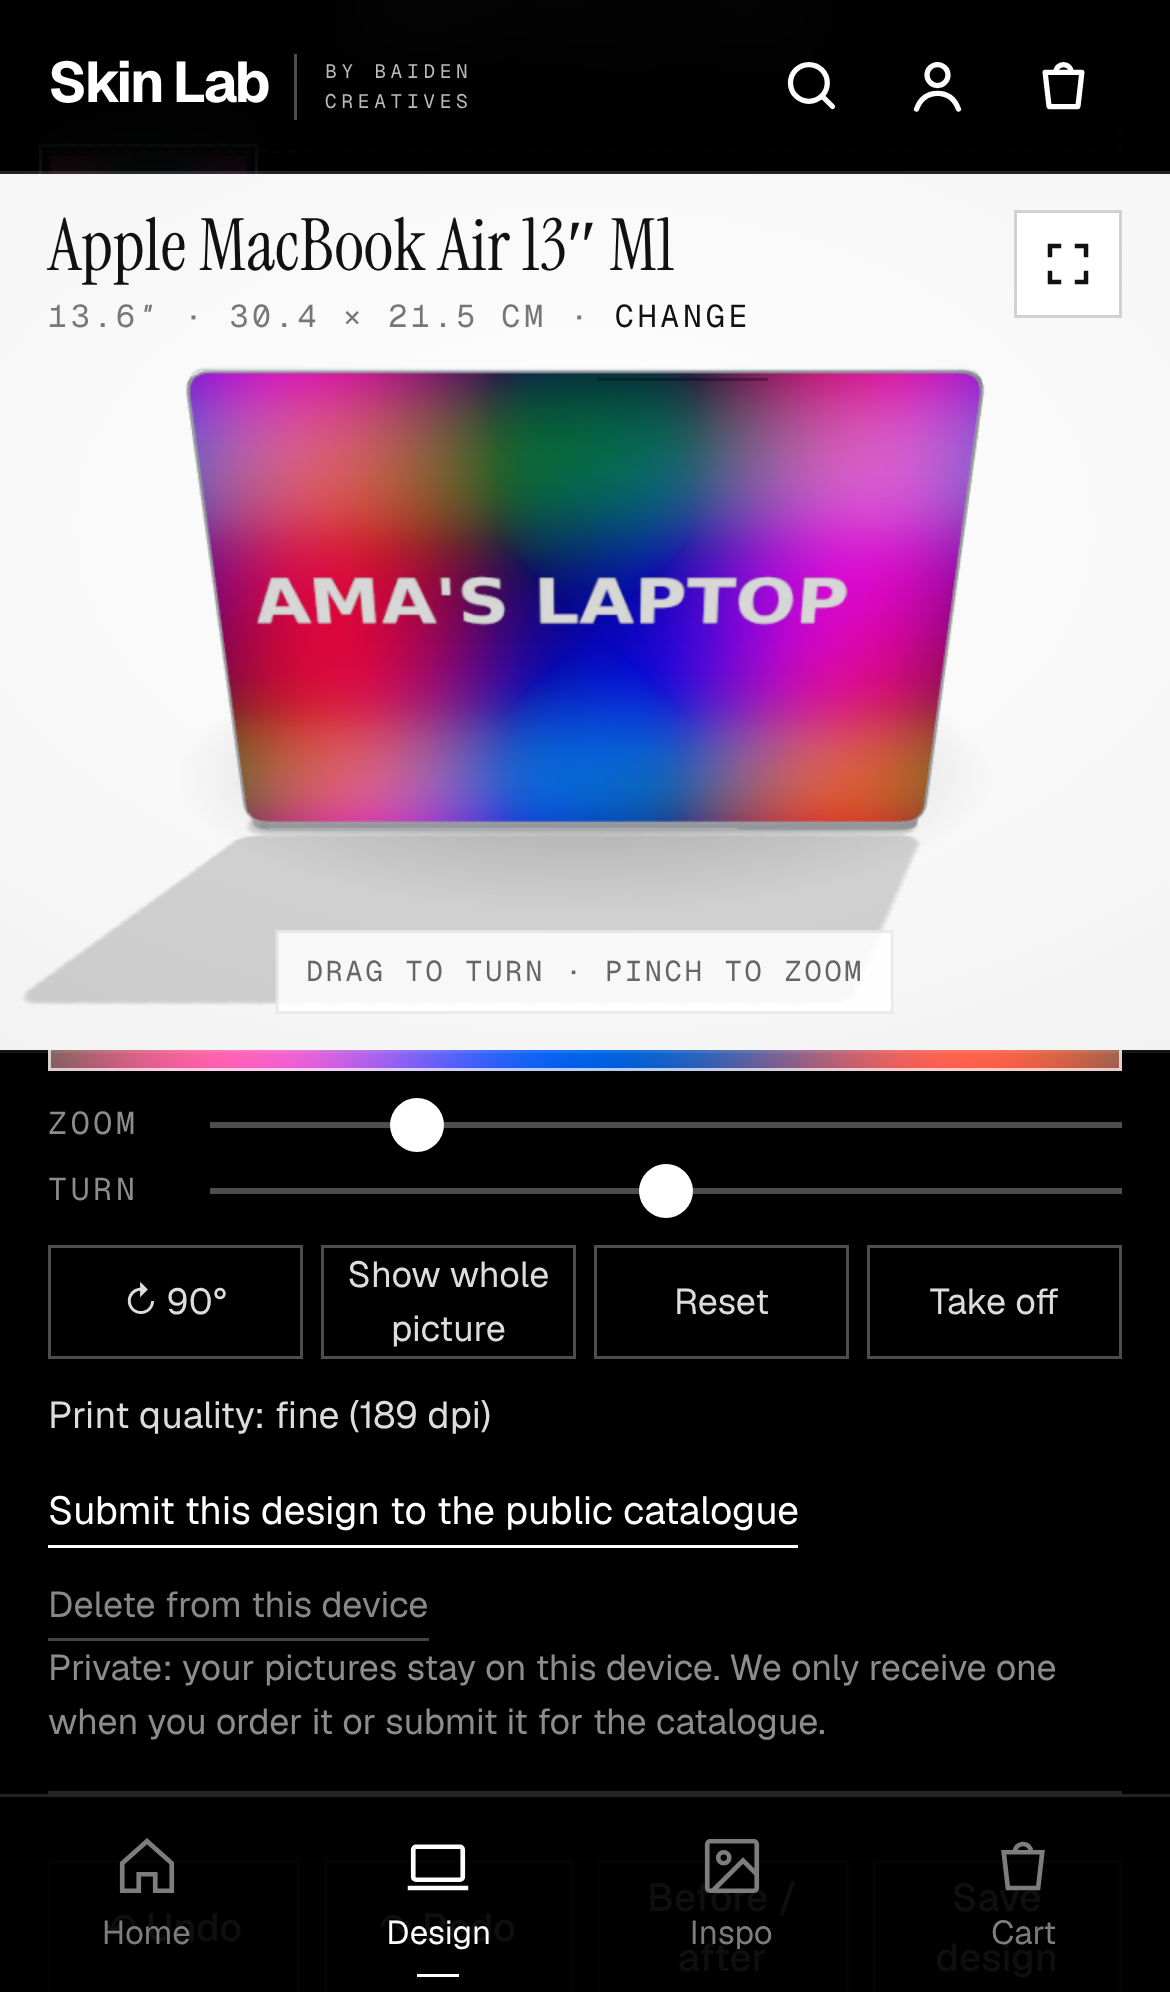 Skin Lab
BY BAIDEN
CREATIVES
Apple MacBook Air 13″ M1
13.6″ · 30.4 × 21.5 CM · CHANGE
AMA'S LAPTOP
DRAG TO TURN · PINCH TO ZOOM
ZOOM
TURN
↻ 90°
Show whole
picture
Reset
Take off
Print quality: fine (189 dpi)
Submit this design to the public catalogue
Delete from this device
Private: your pictures stay on this device. We only receive one
when you order it or submit it for the catalogue.
Before /
after
Save
design
Home
Design
Inspo
Cart